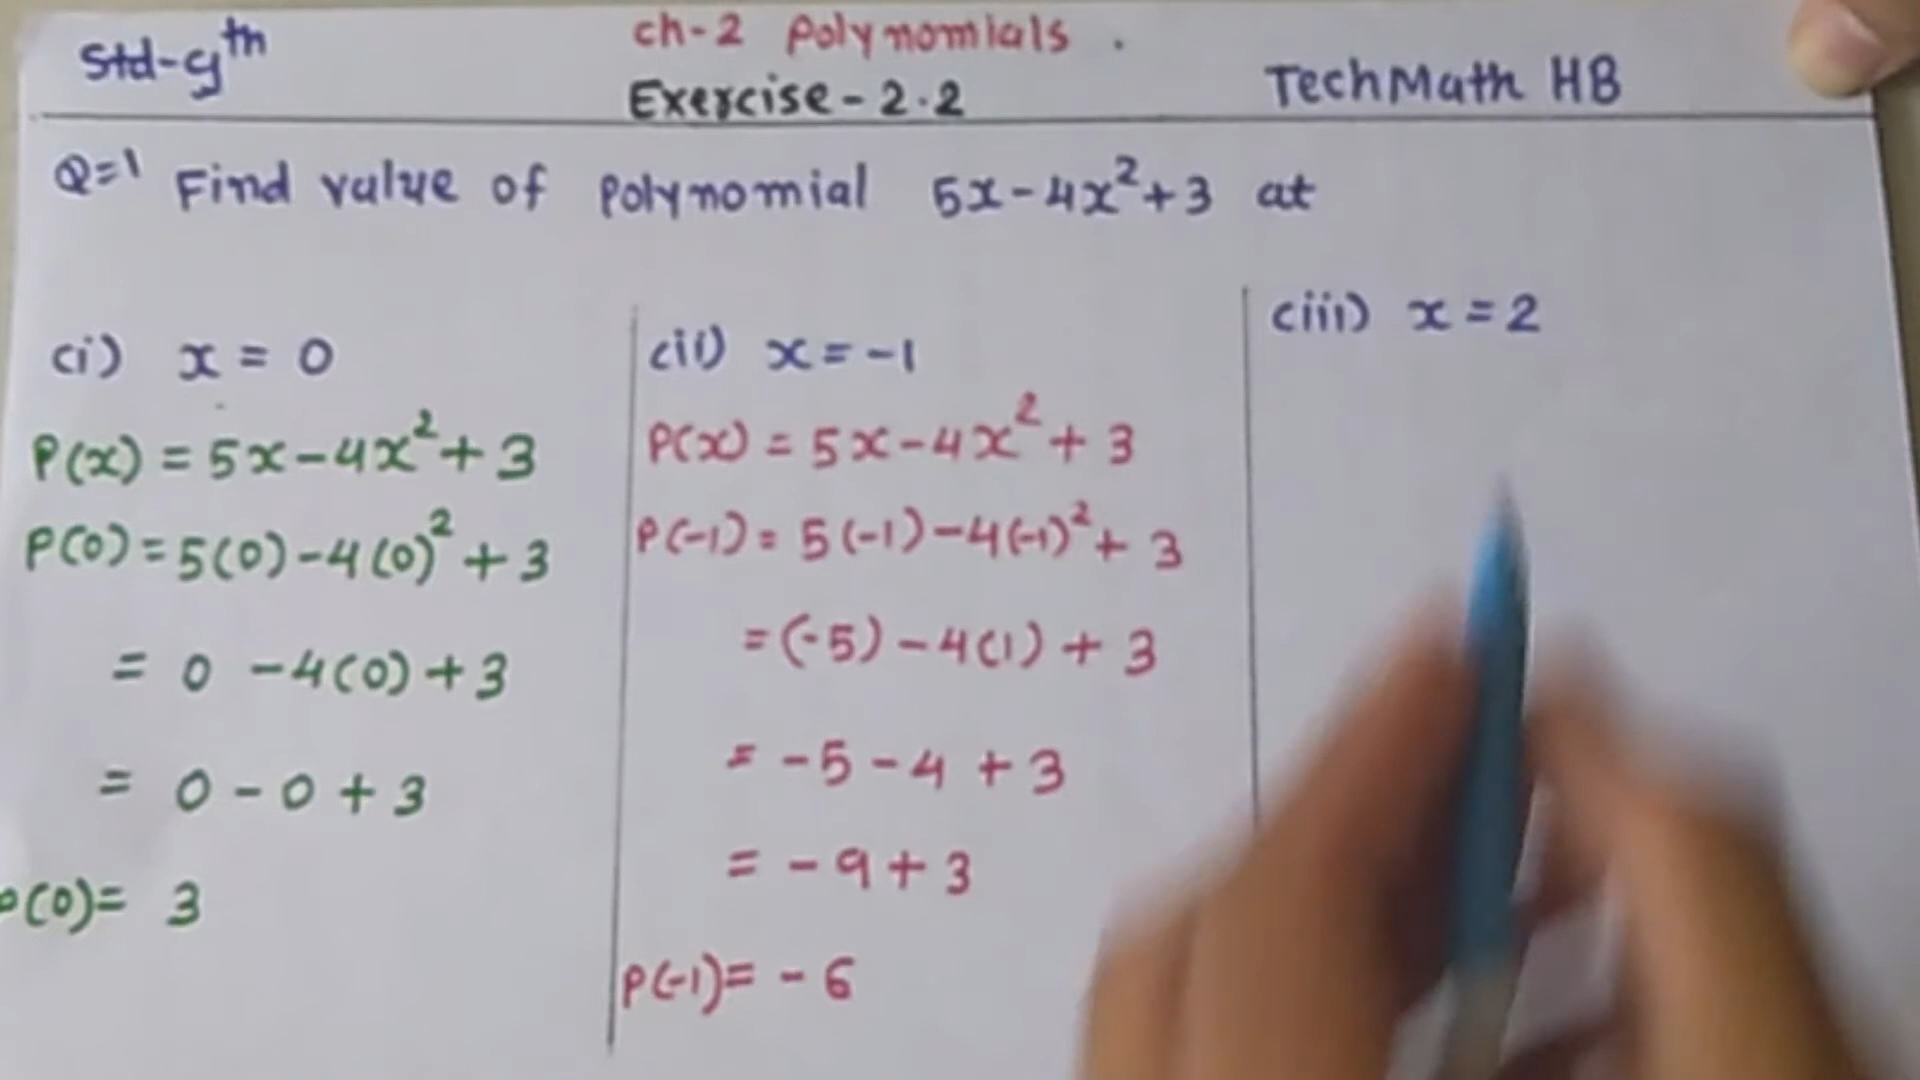 Std-9th
ch-2 Polynomials.
Exercise-2.2
TechMath HB
Q=1 Find value of Polynomial 5x-4x²+3 at
(i) x = 0
P(x) = 5x-4x²+3
P(0) = 5(0)-4(0)²+3
= 0 -4(0)+3
= 0-0+3
P(0)= 3
(ii) x=-1
P(x) = 5x-4x²+3
P(-1) = 5(-1)-4(-1)²+3
=(-5)-4(1)+3
= -5-4+3
= -9+3
P(-1)= -6
(iii) x=2